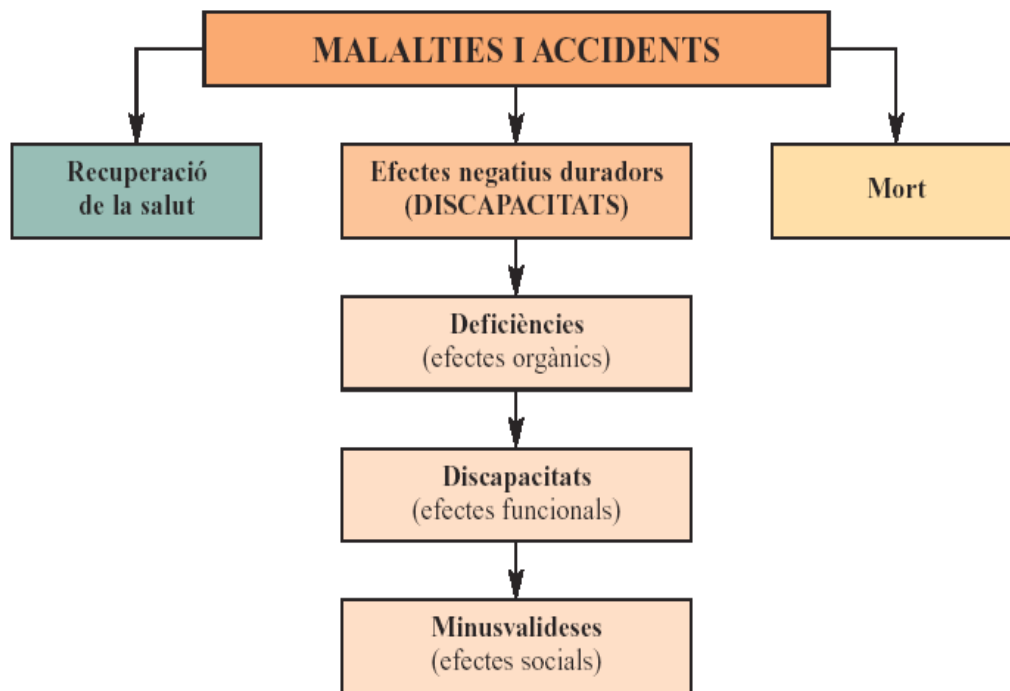 MALALTIES I ACCIDENTS
Recuperació
de la salut
Efectes negatius duradors
(DISCAPACITATS)
Mort
Deficiències
(efectes orgànics)
Discapacitats
(efectes funcionals)
Minusvalideses
(efectes socials)